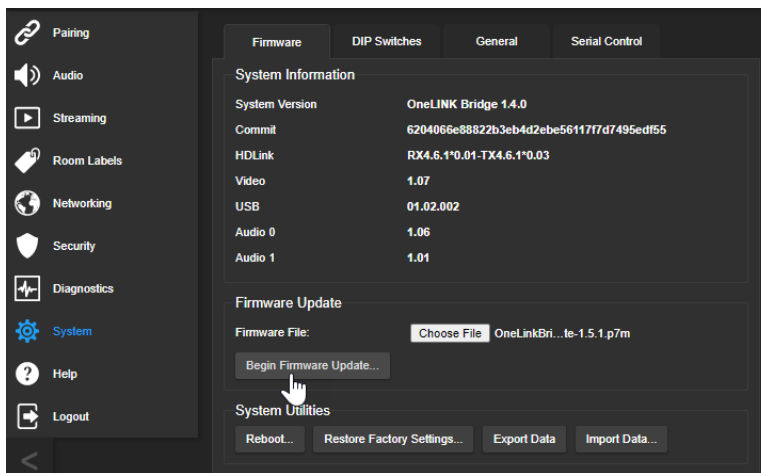 Pairing
Audio
Streaming
Room Labels
Networking
Security
Diagnostics
System
Help
Logout
Firmware DIP Switches General Serial Control
System Information
System Version OneLINK Bridge 1.4.0
Commit 6204066e88822b3eb4d2ebe56117f7d7495edf55
HDLink RX4.6.1*0.01-TX4.6.1*0.03
Video 1.07
USB 01.02.002
Audio 0 1.06
Audio 1 1.01
Firmware Update
Firmware File: Choose File OneLinkBri...te-1.5.1.p7m
Begin Firmware Update...
System Utilities
Reboot... Restore Factory Settings... Export Data Import Data...